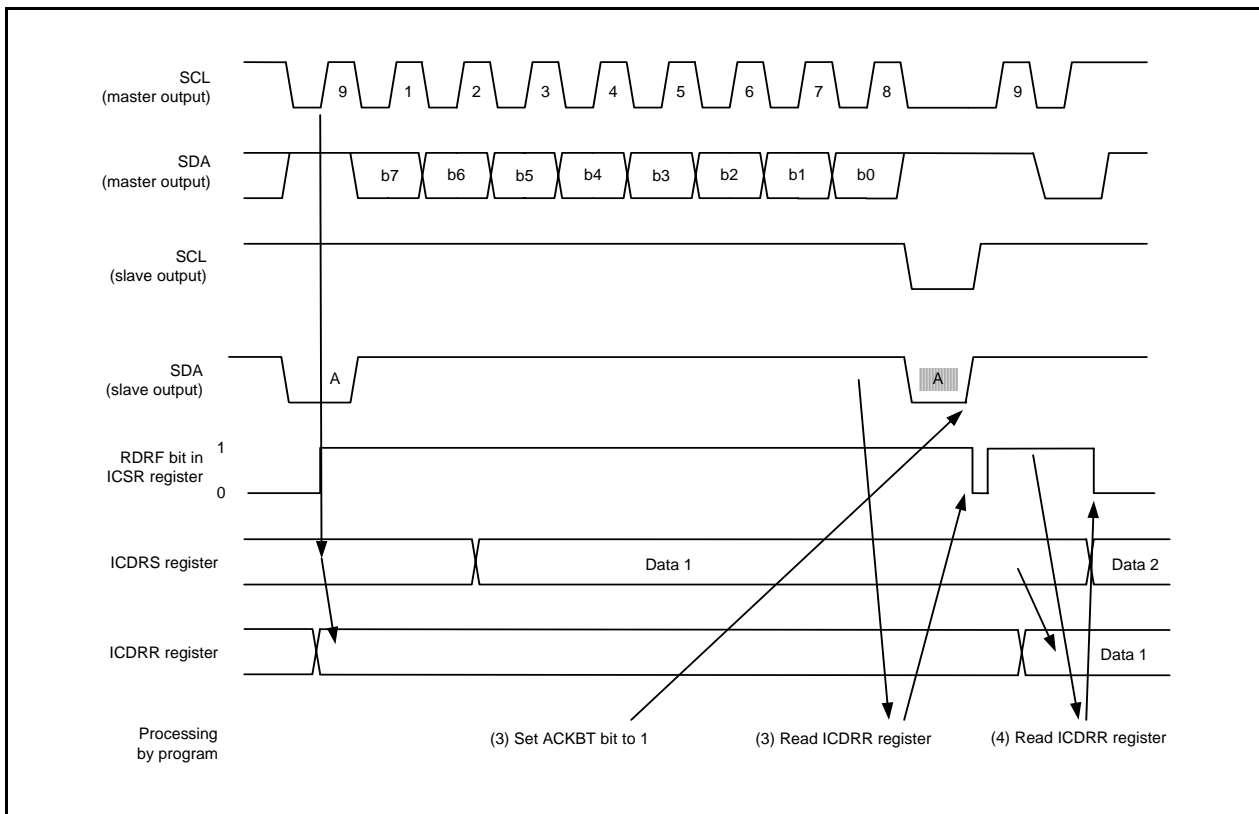 SCL
(master output)
9 1 2 3 4 5 6 7 8 9
SDA
(master output)
b7 b6 b5 b4 b3 b2 b1 b0
SCL
(slave output)
SDA
(slave output)
A A
RDRF bit in
ICSR register
1
0
ICDRS register
Data 1 Data 2
ICDRR register
Data 1
Processing
by program
(3) Set ACKBT bit to 1 (3) Read ICDRR register (4) Read ICDRR register